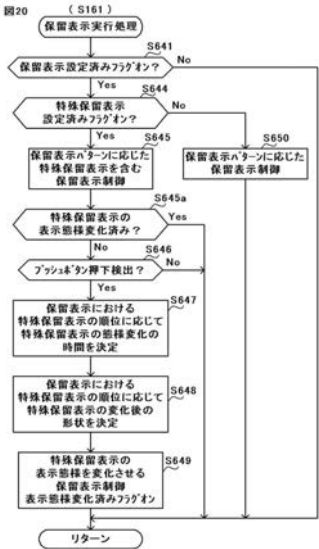 図20
(S161)
保留表示実行処理
S641
保留表示設定済みフラグオン?
No
Yes
S644
特殊保留表示
設定済みフラグオン?
No
Yes
S645
保留表示パターンに応じた
特殊保留表示を含む
保留表示制御
S650
保留表示パターンに応じた
保留表示制御
S645a
特殊保留表示の
表示態様変化済み?
Yes
No
S646
プッシュボタン押下検出?
No
Yes
S647
保留表示における
特殊保留表示の順位に応じて
特殊保留表示の態様変化の
時間を決定
S648
保留表示における
特殊保留表示の順位に応じて
特殊保留表示の変化後の
形状を決定
S649
特殊保留表示の
表示態様を変化させる
保留表示制御
表示態様変化済みフラグオン
リターン